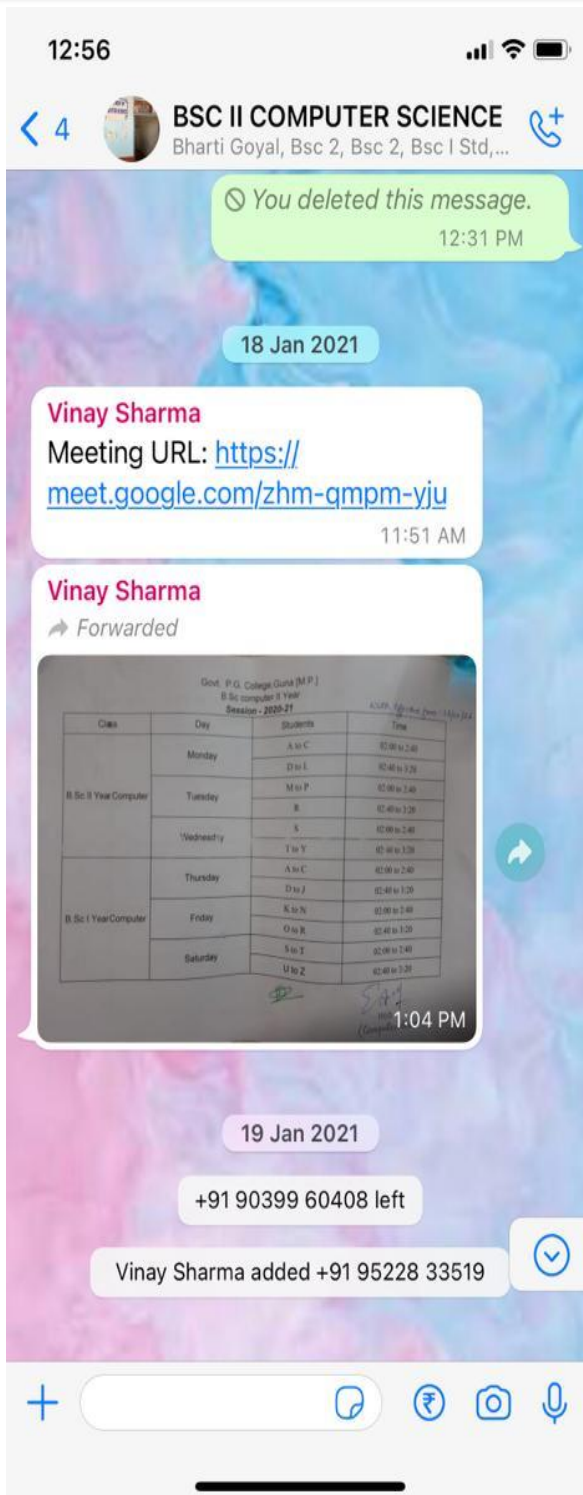 12:56
4
BSC II COMPUTER SCIENCE
Bharti Goyal, Bsc 2, Bsc 2, Bsc I Std,...
You deleted this message.
12:31 PM
18 Jan 2021
Vinay Sharma
Meeting URL: https://
meet.google.com/zhm-qmpm-yju
11:51 AM
Vinay Sharma
Forwarded
Govt. P.G. College,Guna [M.P.]
B.Sc computer II Year
Session - 2020-21
Class Day Students Time
B.Sc II Year Computer
Monday A to C 02:00 to 2:40
D to L 02:40 to 3:20
Tuesday M to P 02:00 to 2:40
R 02:40 to 3:20
Wednesday S 02:00 to 2:40
T to Y 02:40 to 3:20
B.Sc I Year Computer
Thursday A to C 02:00 to 2:40
D to J 02:40 to 3:20
Friday K to N 02:00 to 2:40
O to R 02:40 to 3:20
Saturday S to T 02:00 to 2:40
U to Z 02:40 to 3:20
1:04 PM
19 Jan 2021
+91 90399 60408 left
Vinay Sharma added +91 95228 33519